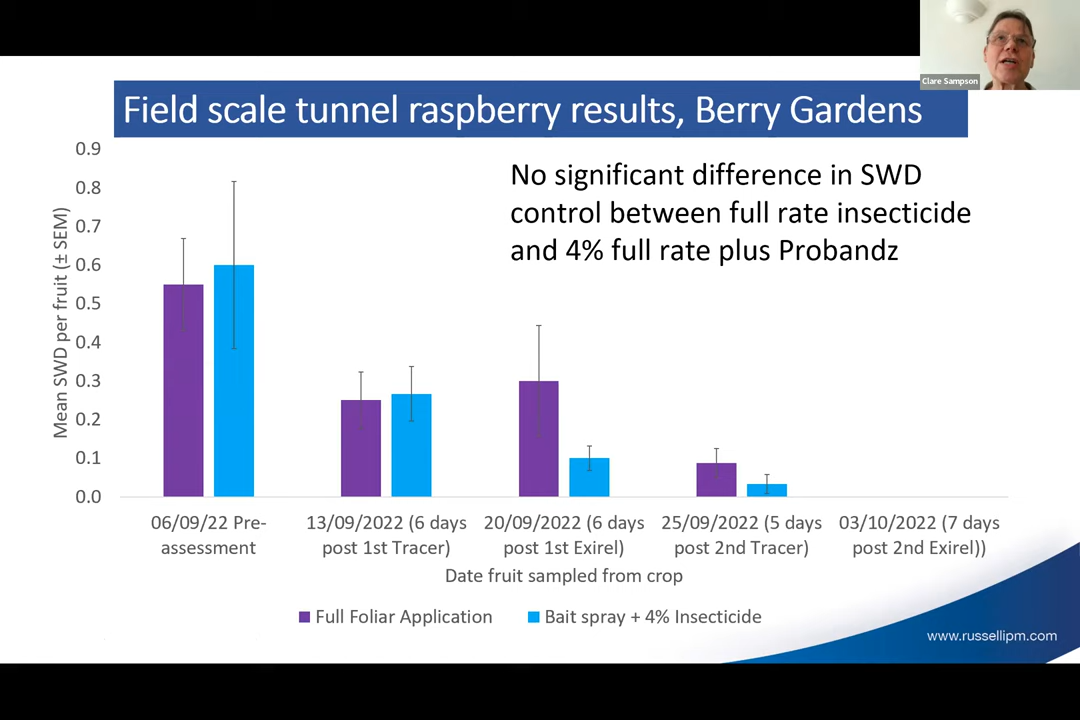 Clare Sampson
Field scale tunnel raspberry results, Berry Gardens
No significant difference in SWD
control between full rate insecticide
and 4% full rate plus Probandz
Mean SWD per fruit (± SEM)
0.9
0.8
0.7
0.6
0.5
0.4
0.3
0.2
0.1
0.0
06/09/22 Pre-
assessment
13/09/2022 (6 days
post 1st Tracer)
20/09/2022 (6 days
post 1st Exirel)
25/09/2022 (5 days
post 2nd Tracer)
03/10/2022 (7 days
post 2nd Exirel))
Date fruit sampled from crop
Full Foliar Application
Bait spray + 4% Insecticide
www.russellipm.com